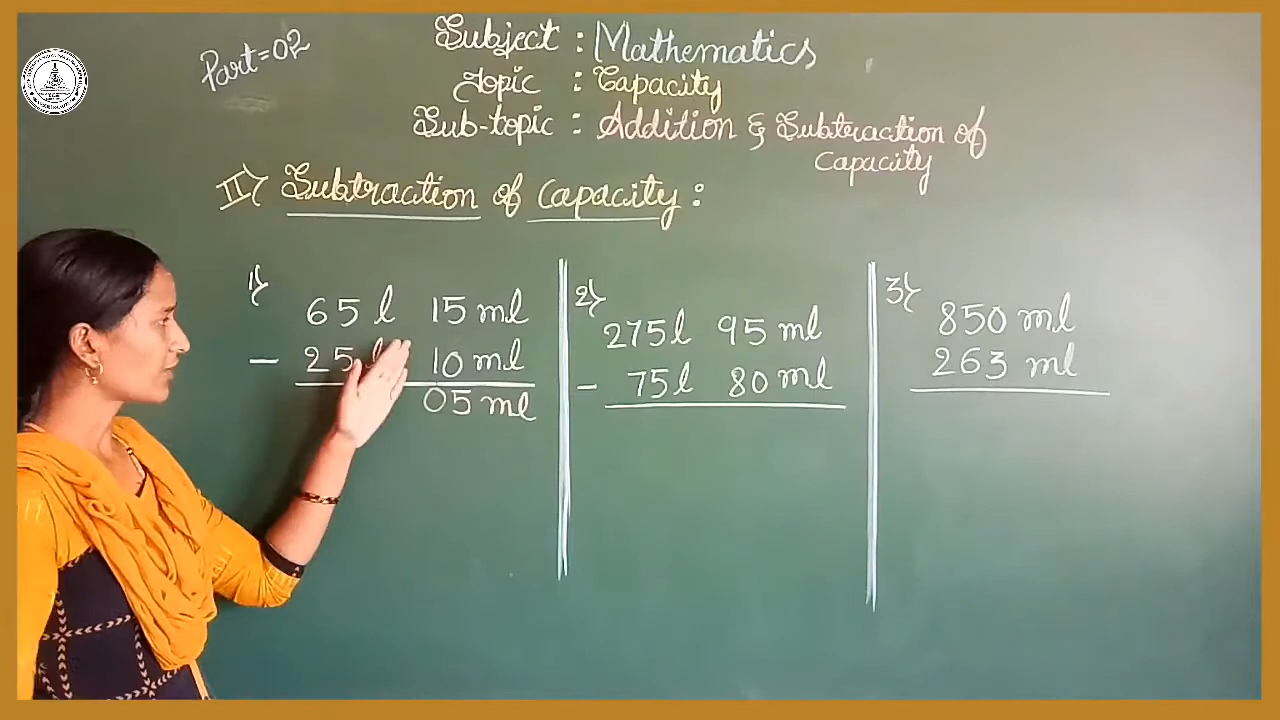 Part=02
Subject : Mathematics
Topic : Capacity
Sub-topic : Addition & Subtraction of
capacity
II) Subtraction of capacity :
1)
65 l 15 ml
- 25 l 10 ml
05 ml
2)
275 l 95 ml
- 75 l 80 ml
3)
850 ml
263 ml